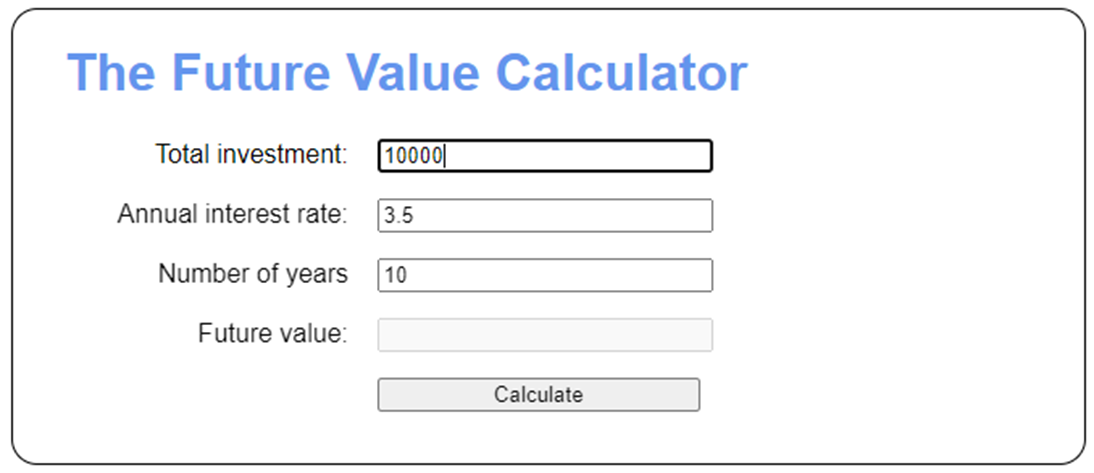 The Future Value Calculator
Total investment: 10000
Annual interest rate: 3.5
Number of years 10
Future value:
Calculate